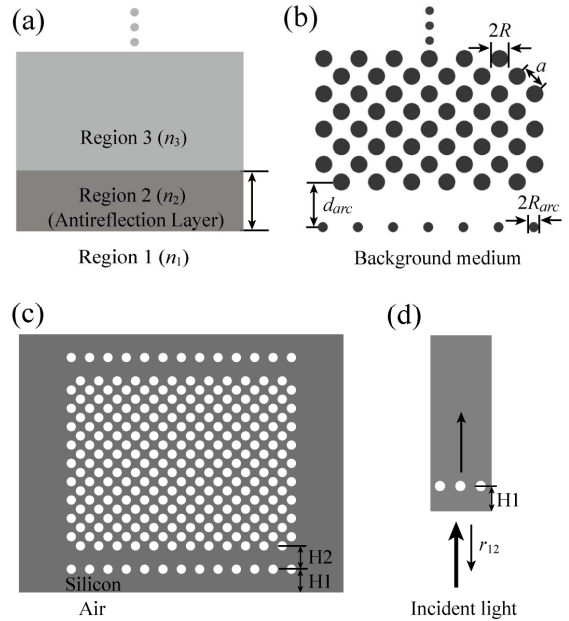 (a)
Region 3 (n3)
Region 2 (n2)
(Antireflection Layer)
Region 1 (n1)
(b)
2R
a
darc
2Rarc
Background medium
(c)
H2
H1
Silicon
Air
(d)
H1
r12
Incident light